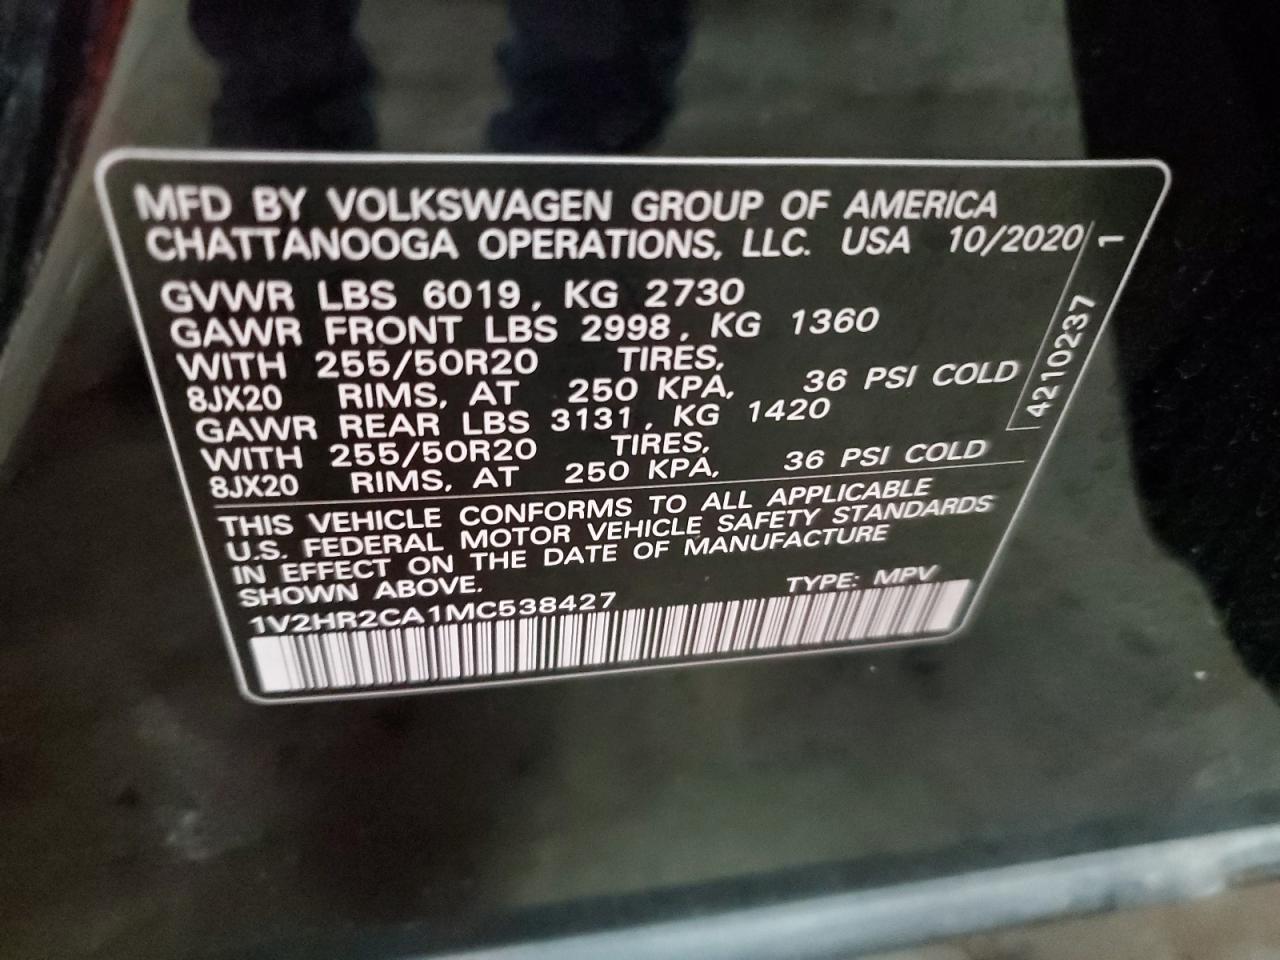 MFD BY VOLKSWAGEN GROUP OF AMERICA
CHATTANOOGA OPERATIONS, LLC. USA 10/2020
GVWR LBS 6019, KG 2730
GAWR FRONT LBS 2998, KG 1360
WITH 255/50R20 TIRES,
8JX20 RIMS, AT 250 KPA, 36 PSI COLD
GAWR REAR LBS 3131, KG 1420
WITH 255/50R20 TIRES,
8JX20 RIMS, AT 250 KPA, 36 PSI COLD
THIS VEHICLE CONFORMS TO ALL APPLICABLE
U.S. FEDERAL MOTOR VEHICLE SAFETY STANDARDS
IN EFFECT ON THE DATE OF MANUFACTURE
SHOWN ABOVE.
1V2HR2CA1MC538427 TYPE: MPV
4210237 1